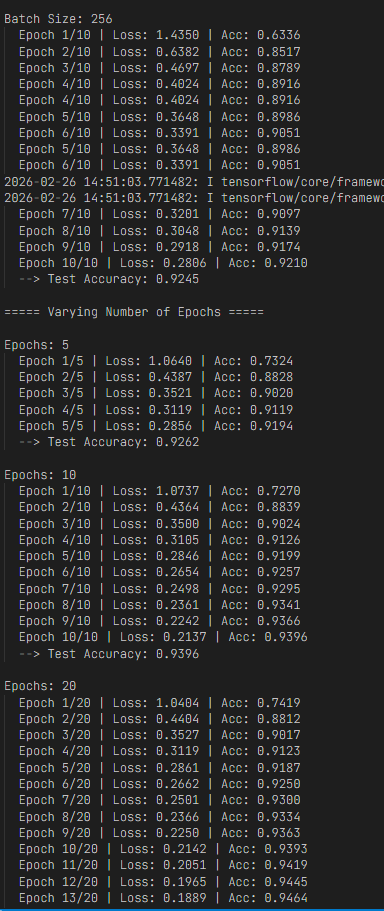 Batch Size: 256
Epoch 1/10 | Loss: 1.4350 | Acc: 0.6336
Epoch 2/10 | Loss: 0.6382 | Acc: 0.8517
Epoch 3/10 | Loss: 0.4697 | Acc: 0.8789
Epoch 4/10 | Loss: 0.4024 | Acc: 0.8916
Epoch 4/10 | Loss: 0.4024 | Acc: 0.8916
Epoch 5/10 | Loss: 0.3648 | Acc: 0.8986
Epoch 6/10 | Loss: 0.3391 | Acc: 0.9051
Epoch 5/10 | Loss: 0.3648 | Acc: 0.8986
Epoch 6/10 | Loss: 0.3391 | Acc: 0.9051
2026-02-26 14:51:03.771482: I tensorflow/core/framewo
2026-02-26 14:51:03.771482: I tensorflow/core/framewo
Epoch 7/10 | Loss: 0.3201 | Acc: 0.9097
Epoch 8/10 | Loss: 0.3048 | Acc: 0.9139
Epoch 9/10 | Loss: 0.2918 | Acc: 0.9174
Epoch 10/10 | Loss: 0.2806 | Acc: 0.9210
--> Test Accuracy: 0.9245
===== Varying Number of Epochs =====
Epochs: 5
Epoch 1/5 | Loss: 1.0640 | Acc: 0.7324
Epoch 2/5 | Loss: 0.4387 | Acc: 0.8828
Epoch 3/5 | Loss: 0.3521 | Acc: 0.9020
Epoch 4/5 | Loss: 0.3119 | Acc: 0.9119
Epoch 5/5 | Loss: 0.2856 | Acc: 0.9194
--> Test Accuracy: 0.9262
Epochs: 10
Epoch 1/10 | Loss: 1.0737 | Acc: 0.7270
Epoch 2/10 | Loss: 0.4364 | Acc: 0.8839
Epoch 3/10 | Loss: 0.3500 | Acc: 0.9024
Epoch 4/10 | Loss: 0.3105 | Acc: 0.9126
Epoch 5/10 | Loss: 0.2846 | Acc: 0.9199
Epoch 6/10 | Loss: 0.2654 | Acc: 0.9257
Epoch 7/10 | Loss: 0.2498 | Acc: 0.9295
Epoch 8/10 | Loss: 0.2361 | Acc: 0.9341
Epoch 9/10 | Loss: 0.2242 | Acc: 0.9366
Epoch 10/10 | Loss: 0.2137 | Acc: 0.9396
--> Test Accuracy: 0.9396
Epochs: 20
Epoch 1/20 | Loss: 1.0404 | Acc: 0.7419
Epoch 2/20 | Loss: 0.4404 | Acc: 0.8812
Epoch 3/20 | Loss: 0.3527 | Acc: 0.9017
Epoch 4/20 | Loss: 0.3119 | Acc: 0.9123
Epoch 5/20 | Loss: 0.2861 | Acc: 0.9187
Epoch 6/20 | Loss: 0.2662 | Acc: 0.9250
Epoch 7/20 | Loss: 0.2501 | Acc: 0.9300
Epoch 8/20 | Loss: 0.2366 | Acc: 0.9334
Epoch 9/20 | Loss: 0.2250 | Acc: 0.9363
Epoch 10/20 | Loss: 0.2142 | Acc: 0.9393
Epoch 11/20 | Loss: 0.2051 | Acc: 0.9419
Epoch 12/20 | Loss: 0.1965 | Acc: 0.9445
Epoch 13/20 | Loss: 0.1889 | Acc: 0.9464